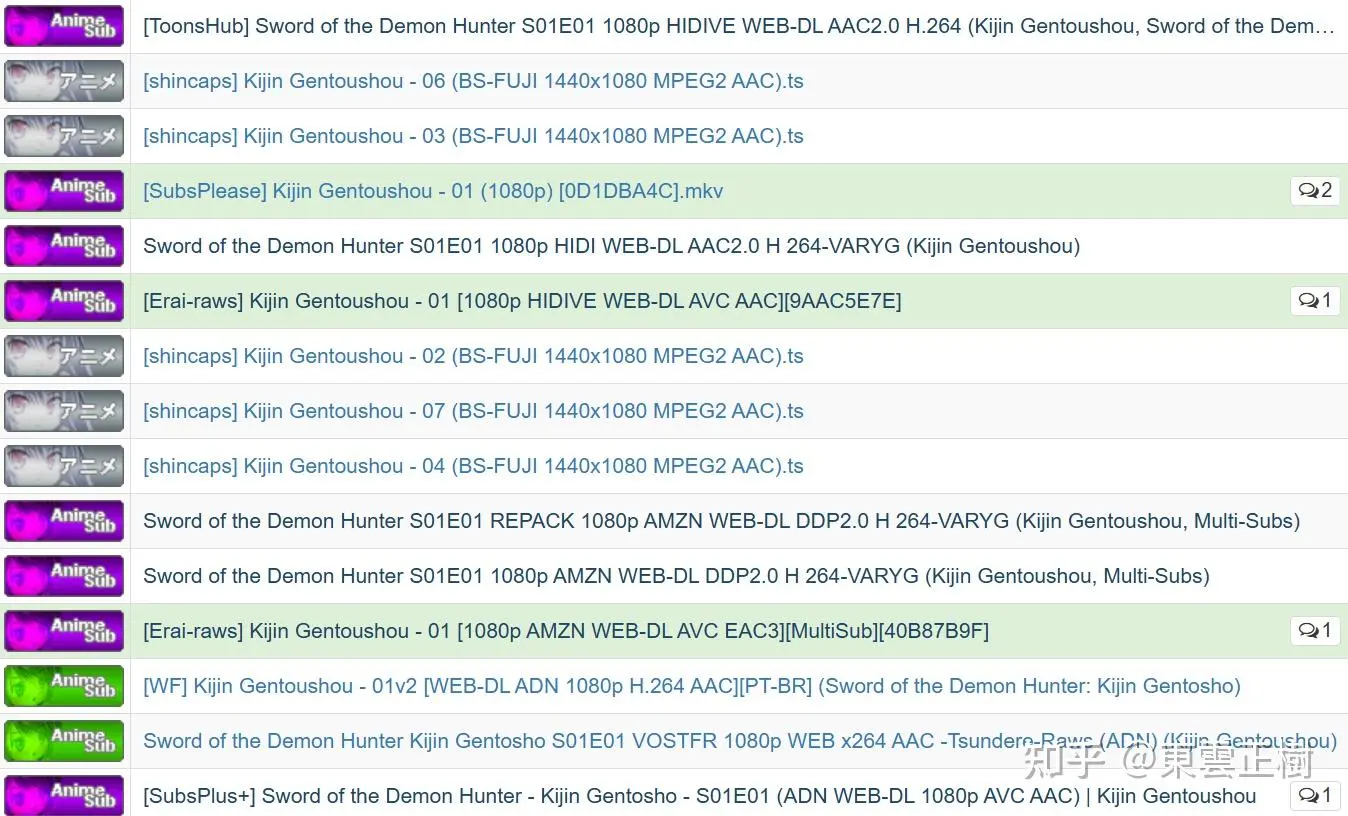 Anime Sub [ToonsHub] Sword of the Demon Hunter S01E01 1080p HIDIVE WEB-DL AAC2.0 H.264 (Kijin Gentoushou, Sword of the Dem…
アニメ [shincaps] Kijin Gentoushou - 06 (BS-FUJI 1440x1080 MPEG2 AAC).ts
アニメ [shincaps] Kijin Gentoushou - 03 (BS-FUJI 1440x1080 MPEG2 AAC).ts
Anime Sub [SubsPlease] Kijin Gentoushou - 01 (1080p) [0D1DBA4C].mkv 2
Anime Sub Sword of the Demon Hunter S01E01 1080p HIDI WEB-DL AAC2.0 H 264-VARYG (Kijin Gentoushou)
Anime Sub [Erai-raws] Kijin Gentoushou - 01 [1080p HIDIVE WEB-DL AVC AAC][9AAC5E7E] 1
アニメ [shincaps] Kijin Gentoushou - 02 (BS-FUJI 1440x1080 MPEG2 AAC).ts
アニメ [shincaps] Kijin Gentoushou - 07 (BS-FUJI 1440x1080 MPEG2 AAC).ts
アニメ [shincaps] Kijin Gentoushou - 04 (BS-FUJI 1440x1080 MPEG2 AAC).ts
Anime Sub Sword of the Demon Hunter S01E01 REPACK 1080p AMZN WEB-DL DDP2.0 H 264-VARYG (Kijin Gentoushou, Multi-Subs)
Anime Sub Sword of the Demon Hunter S01E01 1080p AMZN WEB-DL DDP2.0 H 264-VARYG (Kijin Gentoushou, Multi-Subs)
Anime Sub [Erai-raws] Kijin Gentoushou - 01 [1080p AMZN WEB-DL AVC EAC3][MultiSub][40B87B9F] 1
Anime Sub [WF] Kijin Gentoushou - 01v2 [WEB-DL ADN 1080p H.264 AAC][PT-BR] (Sword of the Demon Hunter: Kijin Gentosho)
Anime Sub Sword of the Demon Hunter Kijin Gentosho S01E01 VOSTFR 1080p WEB x264 AAC -Tsundere-Raws (ADN) (Kijin Gentoushou)
知乎 @東雲正樹
Anime Sub [SubsPlus+] Sword of the Demon Hunter - Kijin Gentosho - S01E01 (ADN WEB-DL 1080p AVC AAC) | Kijin Gentoushou 1